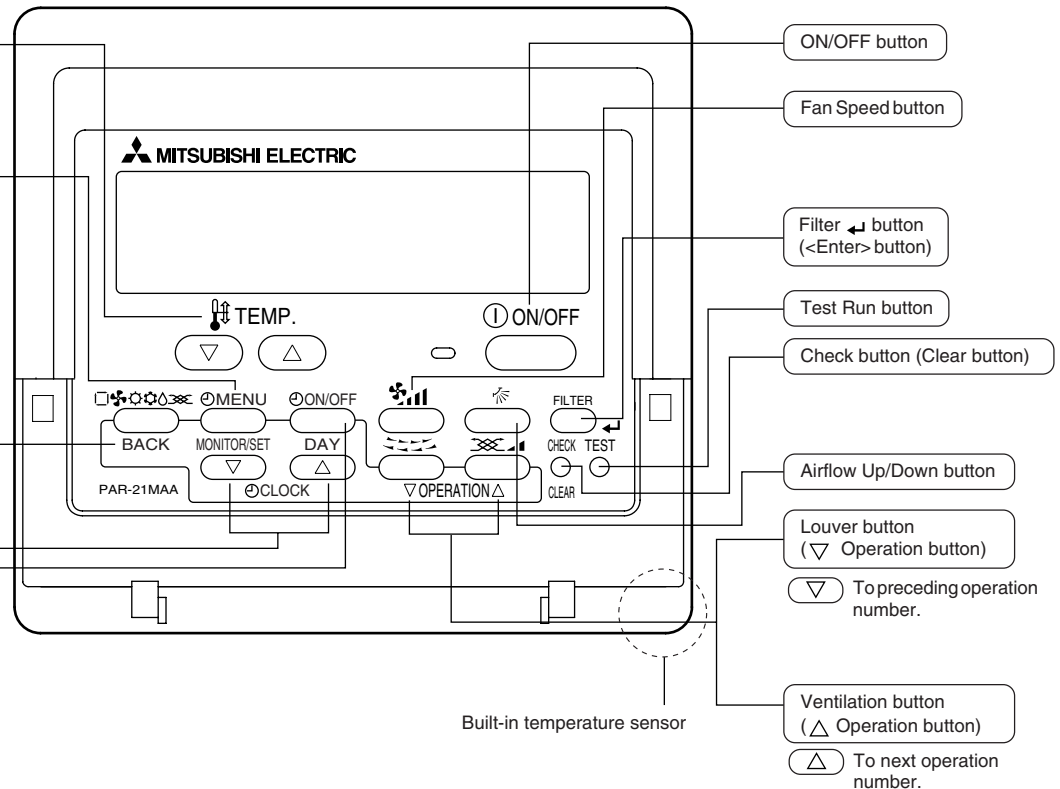 ON/OFF button
Fan Speed button
MITSUBISHI ELECTRIC
Filter ↵ button
(<Enter> button)
TEMP.
ON/OFF
Test Run button
Check button (Clear button)
MENU
ON/OFF
FILTER
BACK
MONITOR/SET
DAY
CHECK
TEST
PAR-21MAA
CLOCK
▽ OPERATION △
CLEAR
Airflow Up/Down button
Louver button
( ▽ Operation button)
▽ To preceding operation
number.
Built-in temperature sensor
Ventilation button
( △ Operation button)
△ To next operation
number.